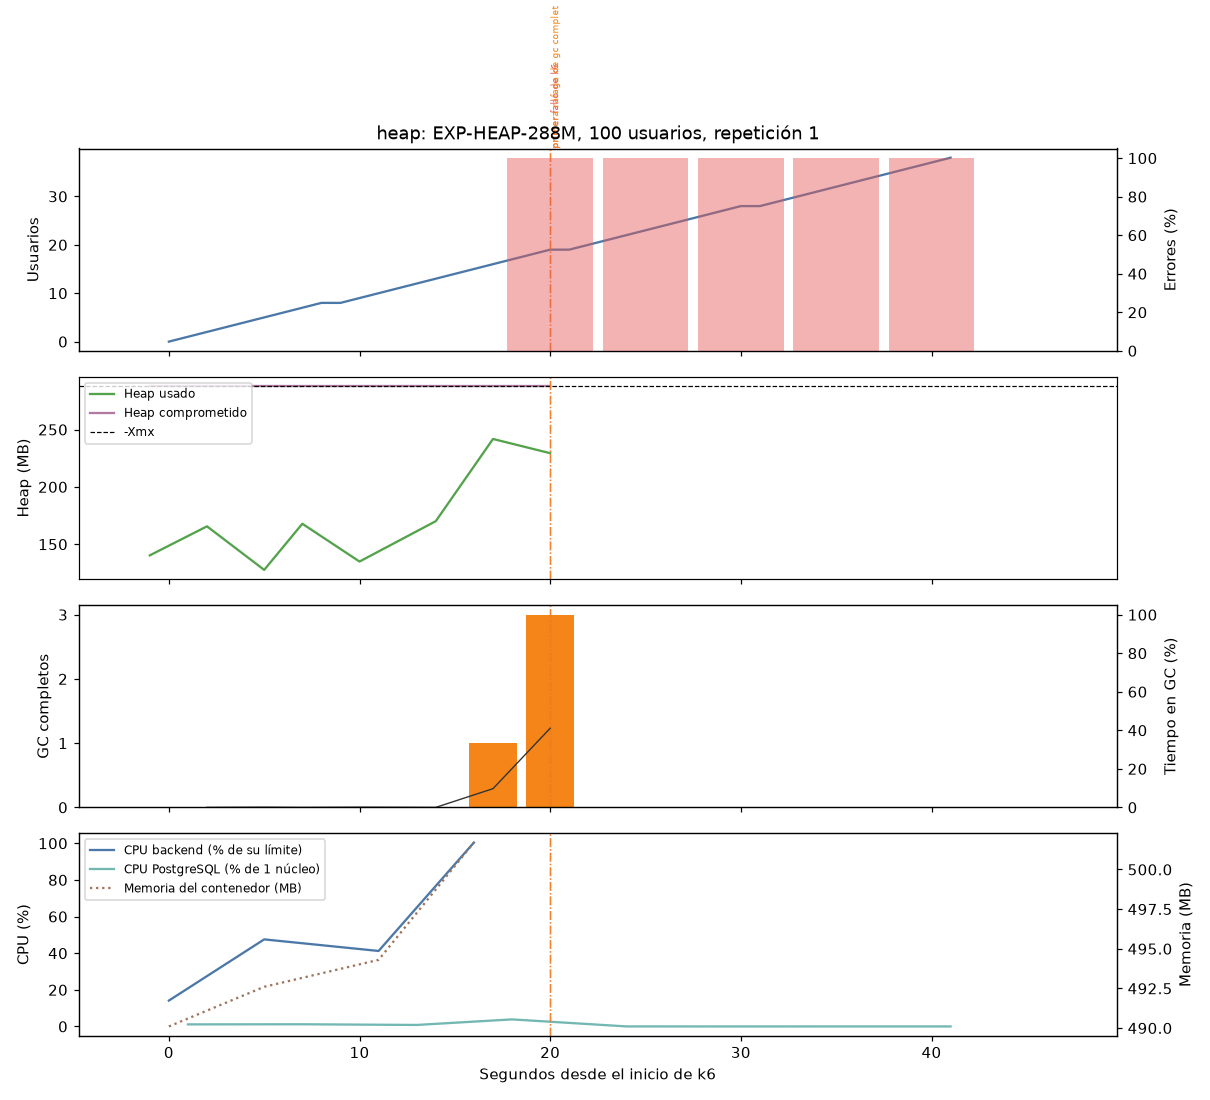 heap: EXP-HEAP-288M, 100 usuarios, repetición 1
Usuarios
30
20
10
0
100
80
60
40
20
0
Errores (%)
Heap usado
Heap comprometido
-Xmx
Heap (MB)
250
200
150
GC completos
3
2
1
0
100
80
60
40
20
0
Tiempo en GC (%)
CPU backend (% de su límite)
CPU PostgreSQL (% de 1 núcleo)
Memoria del contenedor (MB)
CPU (%)
100
80
60
40
20
0
500.0
497.5
495.0
492.5
490.0
Memoria (MB)
0
10
20
30
40
Segundos desde el inicio de k6
gc complet